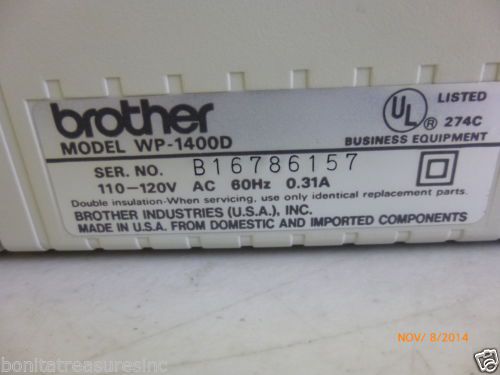 brother
MODEL WP-1400D
UL ® LISTED
274C
BUSINESS EQUIPMENT
SER. NO. B16786157
110-120V AC 60Hz 0.31A
Double insulation-When servicing, use only identical replacement parts.
BROTHER INDUSTRIES (U.S.A.), INC.
MADE IN U.S.A. FROM DOMESTIC AND IMPORTED COMPONENTS
NOV/ 8/2014
bonitatreasuresinc